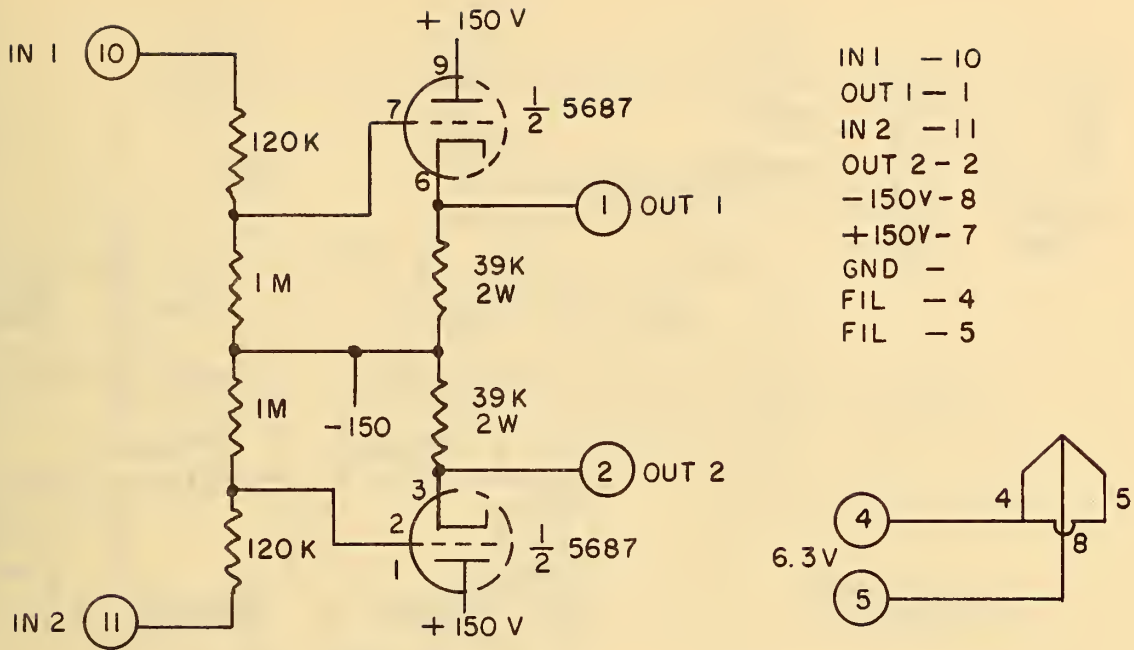 + 150 V
IN 1 10
9
7
1/2 5687
120K
6
1 OUT 1
39K
2W
1 M
-150
39K
2W
1M
2 OUT 2
3
2
1
1/2 5687
120K
+ 150 V
IN 2 11
IN 1 - 10
OUT 1 - 1
IN 2 - 11
OUT 2 - 2
-150V - 8
+150V - 7
GND -
FIL - 4
FIL - 5
4 5
4
8
6.3V
5